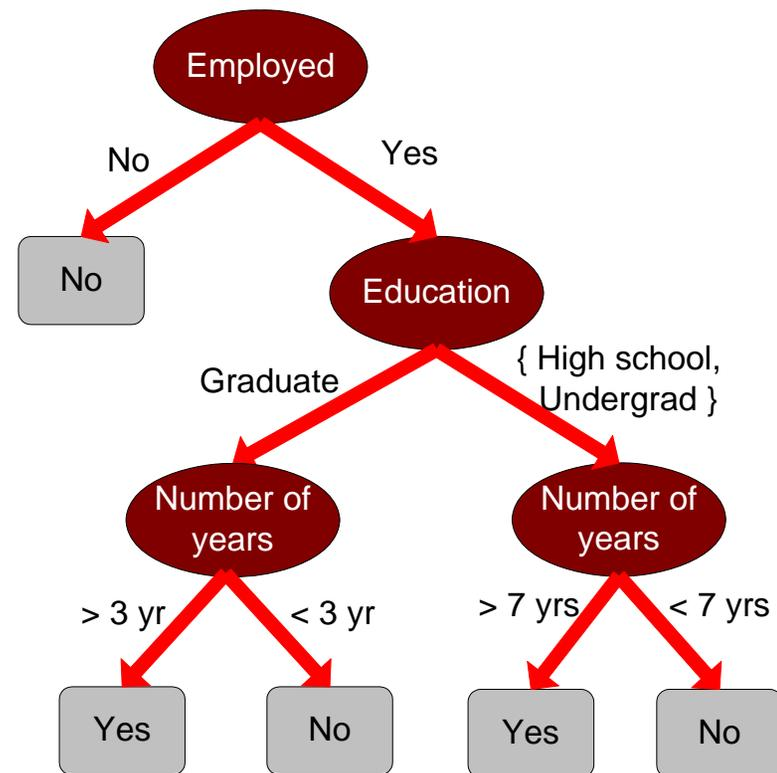 Employed
No
Yes
No
Education
Graduate
{ High school,
Undergrad }
Number of
years
Number of
years
> 3 yr
< 3 yr
> 7 yrs
< 7 yrs
Yes
No
Yes
No